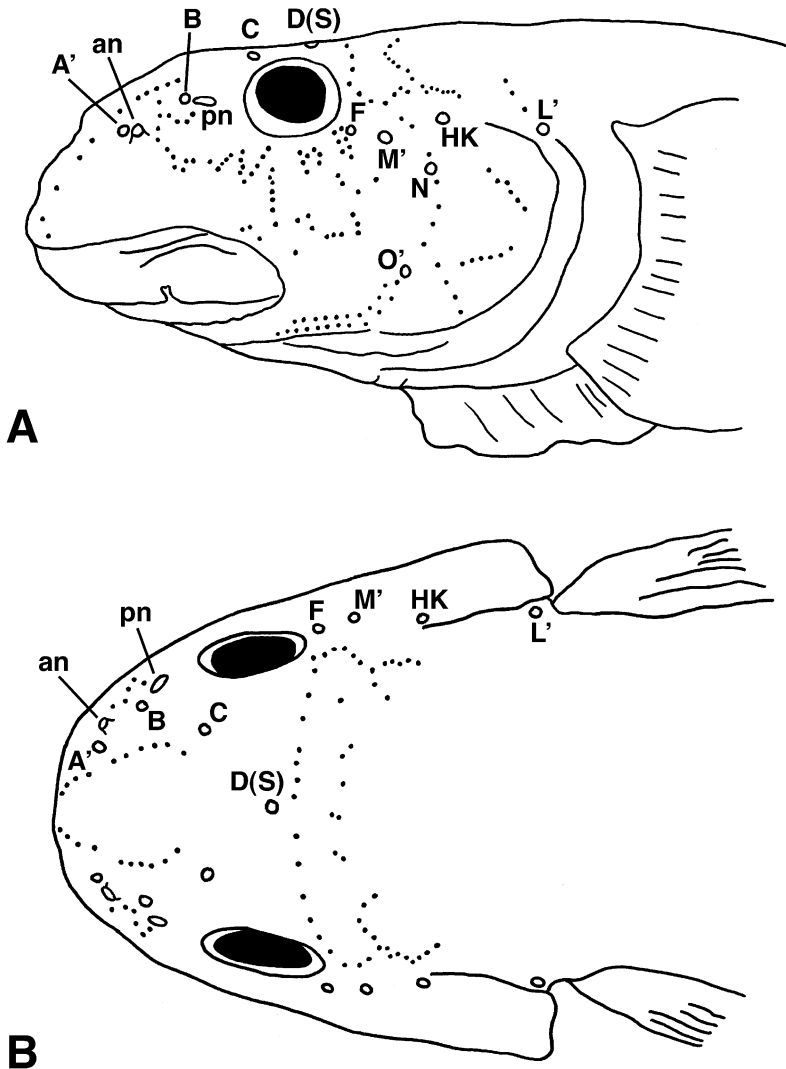 B C D(S)
an
A’
pn F L’
M’ HK
N
O’
A
F M’ HK
pn L’
an
B C
A’
D(S)
B